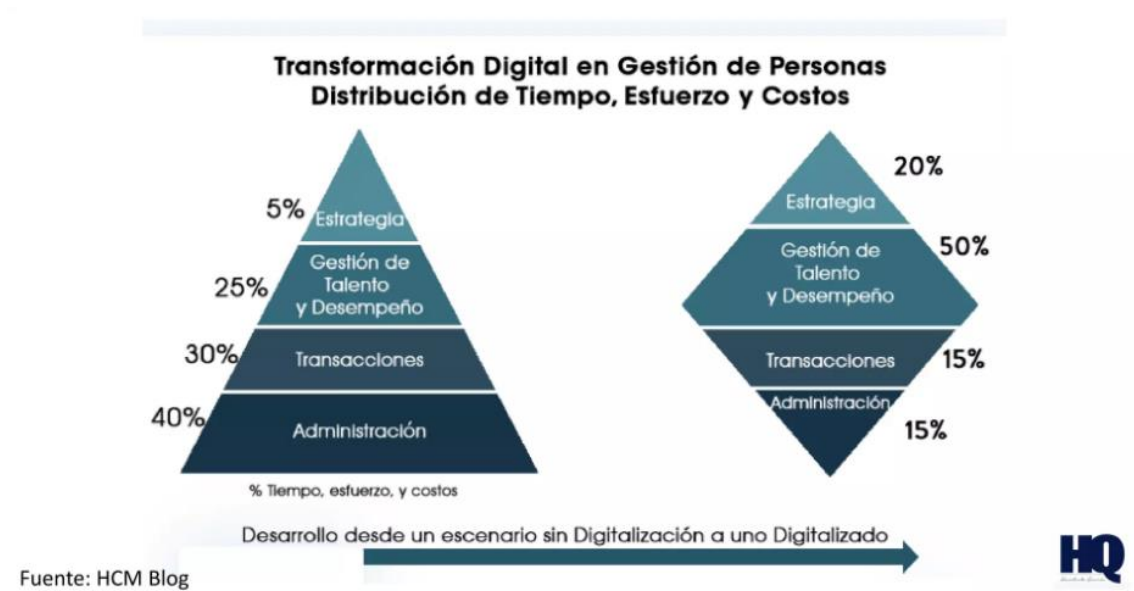 Transformación Digital en Gestión de Personas
Distribución de Tiempo, Esfuerzo y Costos
5%
Estrategia
25%
Gestión de
Talento
y Desempeño
30%
Transacciones
40%
Administración
% Tiempo, esfuerzo, y costos
20%
Estrategia
50%
Gestión de
Talento
y Desempeño
15%
Transacciones
Administración
15%
Desarrollo desde un escenario sin Digitalización a uno Digitalizado
Fuente: HCM Blog
HQ